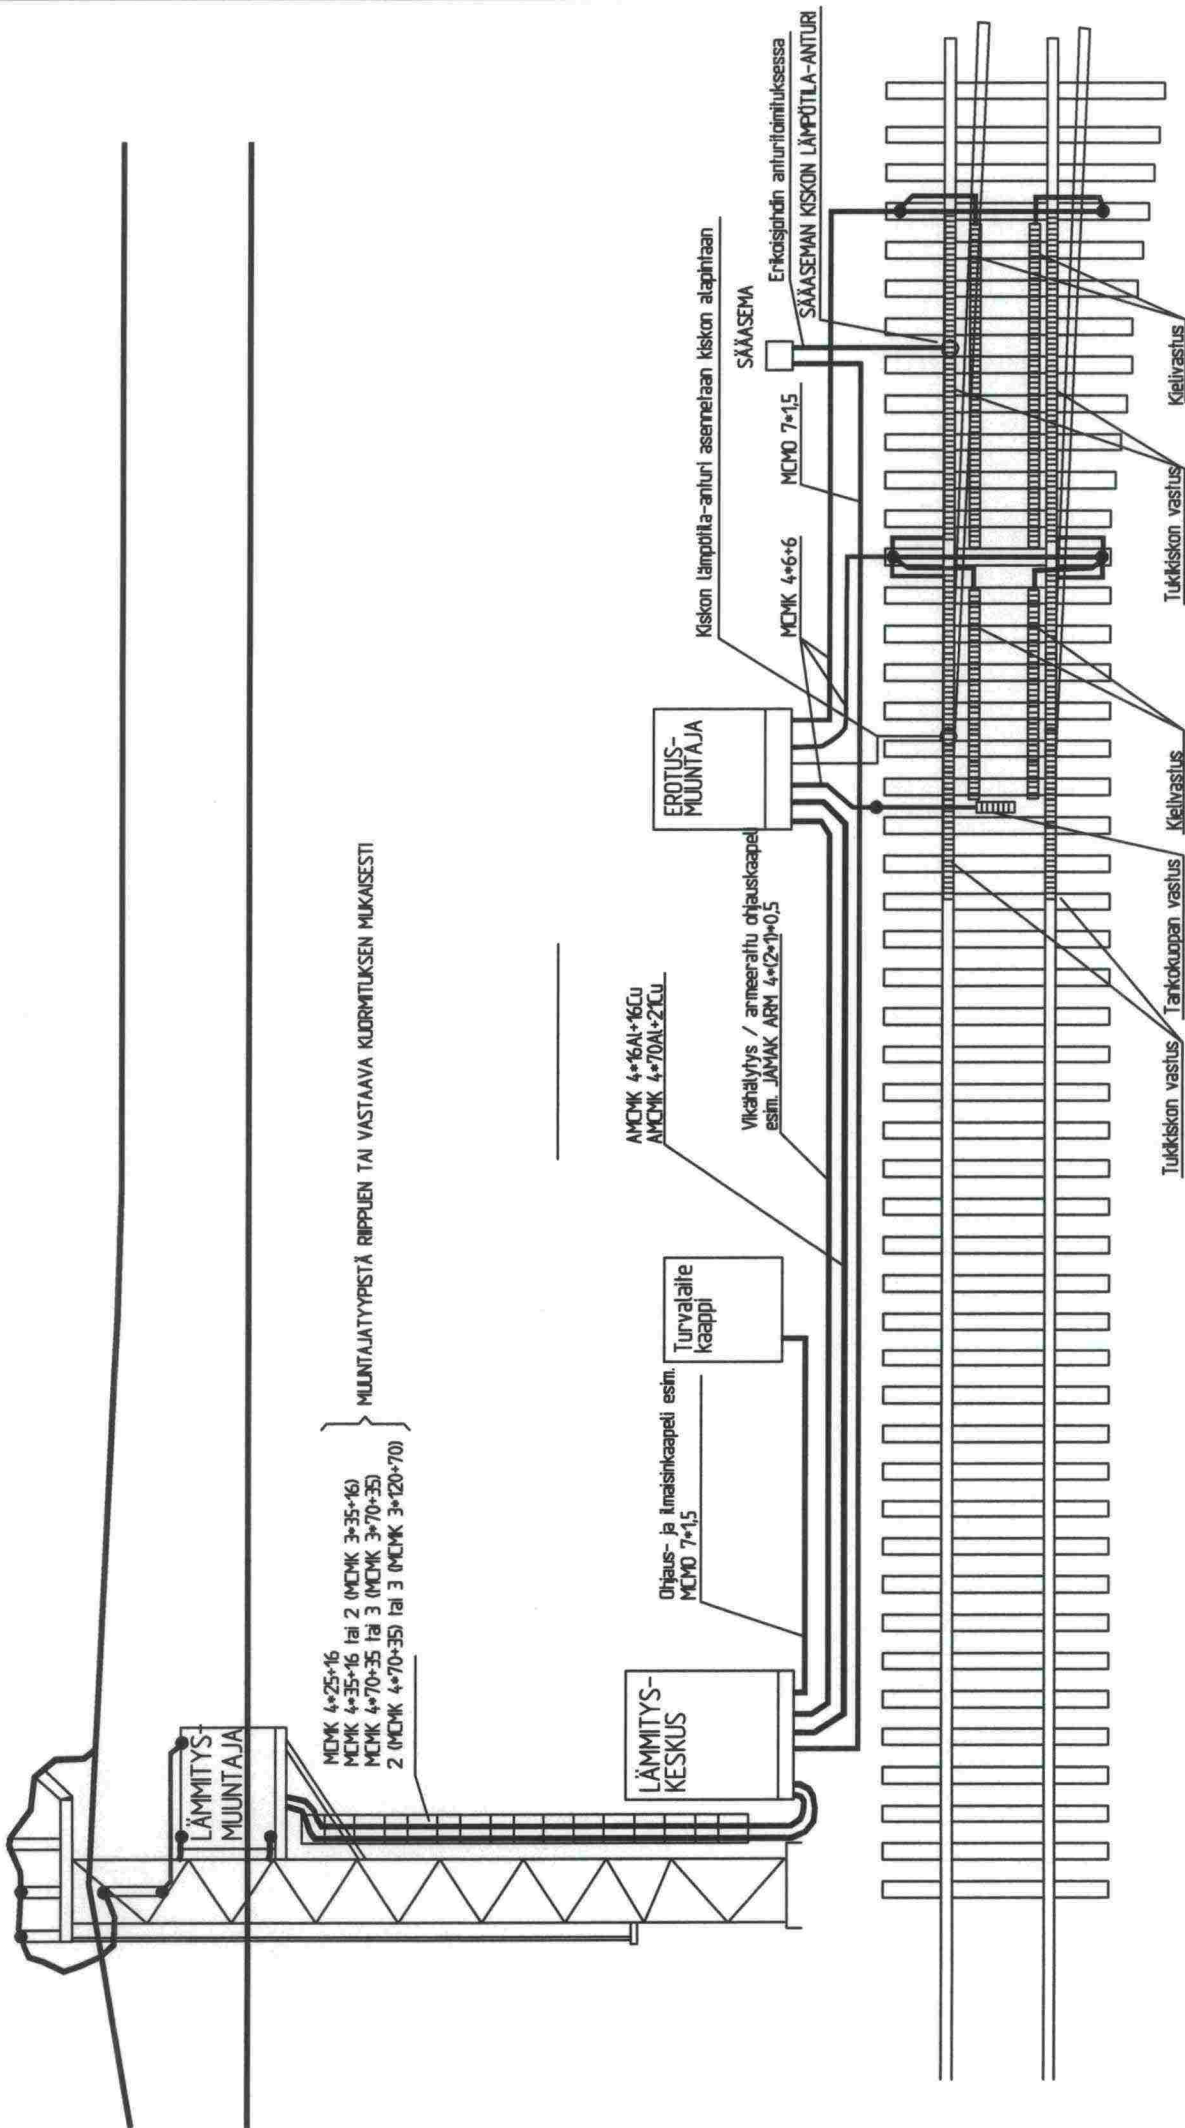 LÄMMITYS-
MUUNTAJA
MCMK 4*25+16
MCMK 4*35+16 tai 2 (MCMK 3*35+16)
MCMK 4*70+35 tai 3 (MCMK 3*70+35)
2 (MCMK 4*70+35) tai 3 (MCMK 3*120+70)
MUUNTAJATYYPISTÄ RIIPPUEN TAI VASTAAVA KUORMITUKSEN MUKAISESTI
LÄMMITYS-
KESKUS
Ohjaus- ja ilmaisinkaapeli esim.
MCMO 7*1,5
Turvalaite
kaappi
AMCMK 4*16Al+16Cu
AMCMK 4*70Al+21Cu
Vikahälytys / armeerattu ohjauskaapeli
esim. JAMAK ARM 4*(2+1)*0,5
EROTUS-
MUUNTAJA
Kiskon lämpötila-anturi asennetaan kiskon alapintaan
MCMK 4*6+6
MCMO 7*1,5
SÄÄASEMA
Erikoisjohdin anturitoimituksessa
SÄÄASEMAN KISKON LÄMPÖTILA-ANTURI
Tukikiskon vastus
Tankokuopan vastus
Kielivastus
Tukikiskon vastus
Kielivastus